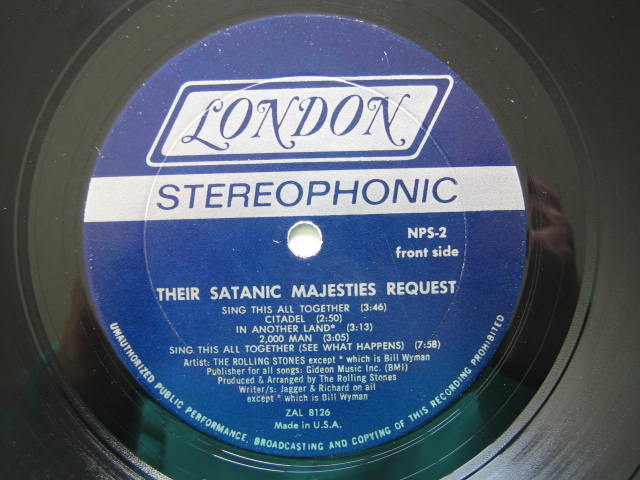 LONDON
STEREOPHONIC
NPS-2
front side
THEIR SATANIC MAJESTIES REQUEST
SING THIS ALL TOGETHER (3:46)
CITADEL (2:50)
IN ANOTHER LAND* (3:13)
2,000 MAN (3:05)
SING THIS ALL TOGETHER (SEE WHAT HAPPENS) (7:58)
Artist: THE ROLLING STONES except * which is Bill Wyman
Publisher for all songs: Gideon Music Inc. (BMI)
Produced & Arranged by The Rolling Stones
Writer/s: Jagger & Richard on all
except * which is Bill Wyman
ZAL 8126
Made in U.S.A.
UNAUTHORIZED PUBLIC PERFORMANCE, BROADCASTING AND COPYING OF THIS RECORDING PROHIBITED